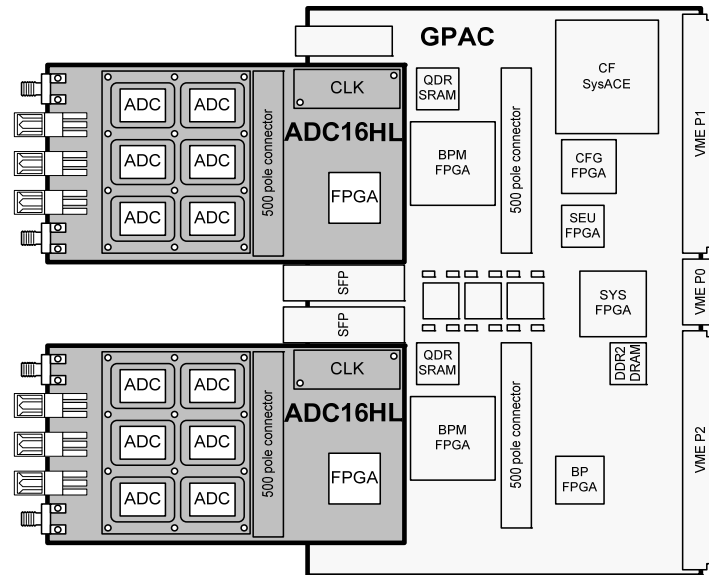 GPAC
CLK
ADC16HL
ADC
ADC
ADC
ADC
ADC
ADC
500 pole connector
FPGA
QDR
SRAM
BPM
FPGA
500 pole connector
CF
SysACE
CFG
FPGA
SEU
FPGA
VME P1
SFP
SFP
SYS
FPGA
VME P0
CLK
ADC16HL
ADC
ADC
ADC
ADC
ADC
ADC
500 pole connector
FPGA
QDR
SRAM
BPM
FPGA
500 pole connector
DDR2
DRAM
BP
FPGA
VME P2